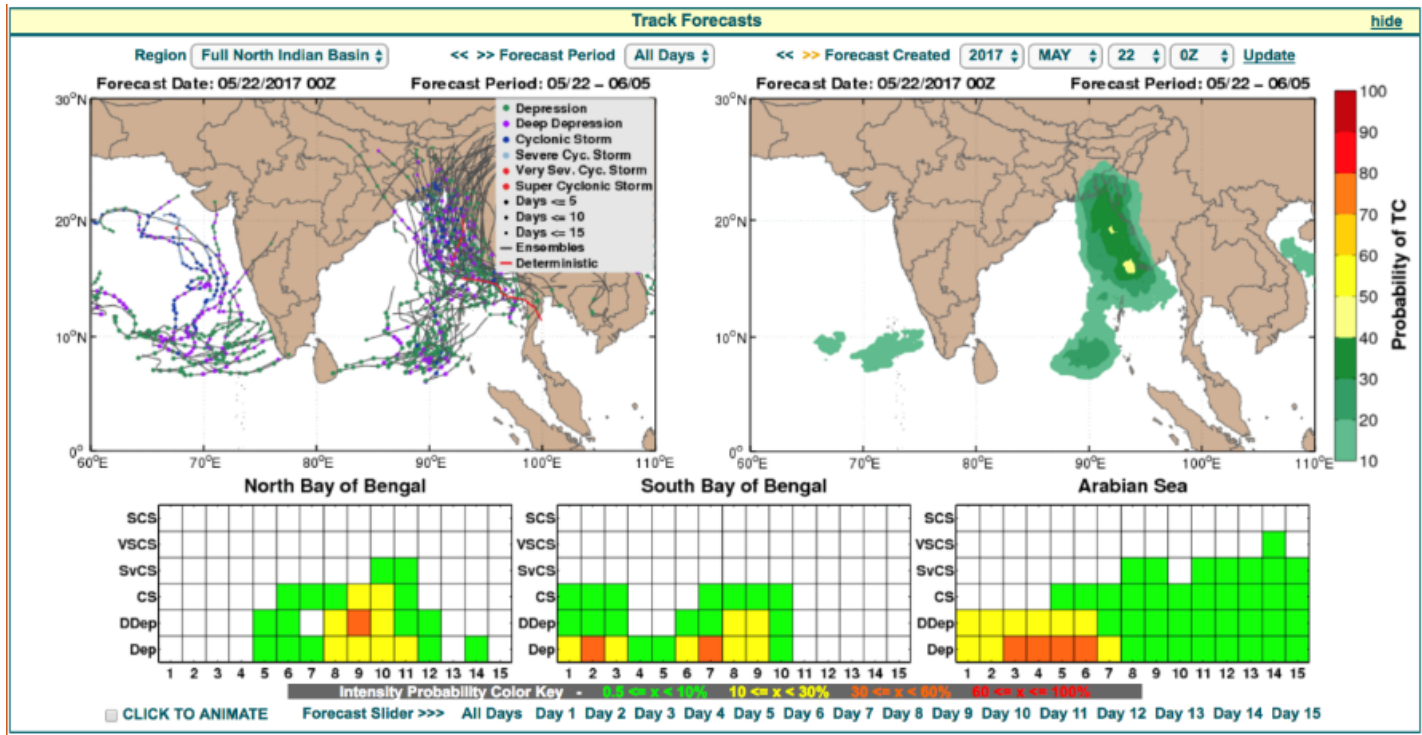 Track Forecasts hide
Region Full North Indian Basin << >> Forecast Period All Days << >> Forecast Created 2017 MAY 22 0Z Update
Forecast Date: 05/22/2017 00Z Forecast Period: 05/22 – 06/05 Forecast Date: 05/22/2017 00Z Forecast Period: 05/22 – 06/05
30°N
20°N
10°N
0°
60°E 70°E 80°E 90°E 100°E 110°E
Depression
Deep Depression
Cyclonic Storm
Severe Cyc. Storm
Very Sev. Cyc. Storm
Super Cyclonic Storm
Days <= 5
Days <= 10
Days <= 15
Ensembles
Deterministic
30°N
20°N
10°N
0°
60°E 70°E 80°E 90°E 100°E 110°E
100
90
80
70
60
50
40
30
20
10
Probability of TC
North Bay of Bengal
SCS
VSCS
SvCS
CS
DDep
Dep
1 2 3 4 5 6 7 8 9 10 11 12 13 14 15
South Bay of Bengal
SCS
VSCS
SvCS
CS
DDep
Dep
1 2 3 4 5 6 7 8 9 10 11 12 13 14 15
Arabian Sea
SCS
VSCS
SvCS
CS
DDep
Dep
1 2 3 4 5 6 7 8 9 10 11 12 13 14 15
Intensity Probability Color Key - 0.5 <= x < 10% 10 <= x < 30% 30 <= x < 60% 60 <= x <= 100%
CLICK TO ANIMATE Forecast Slider >>> All Days Day 1 Day 2 Day 3 Day 4 Day 5 Day 6 Day 7 Day 8 Day 9 Day 10 Day 11 Day 12 Day 13 Day 14 Day 15